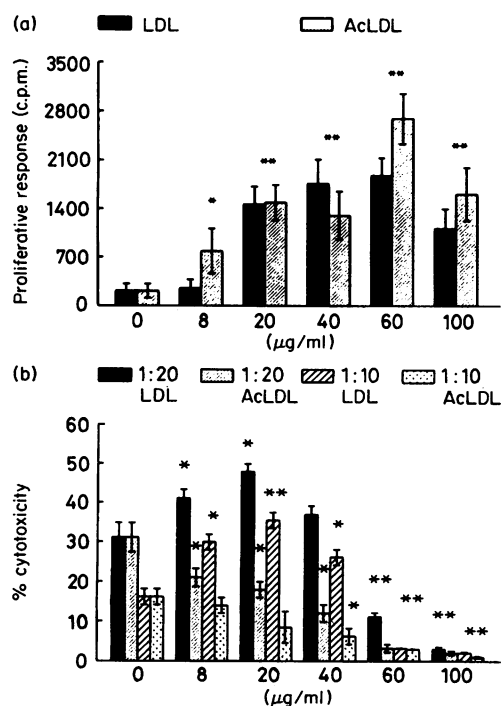 (a) LDL AcLDL
Proliferative response (c.p.m.)
3500
2800
2100
1400
700
0
* ** ** ** **
0 8 20 40 60 100
(μg/ml)
(b) 1:20 LDL 1:20 AcLDL 1:10 LDL 1:10 AcLDL
% cytotoxicity
60
50
40
30
20
10
0
* * * * * ** * * * ** ** ** **
0 8 20 40 60 100
(μg/ml)